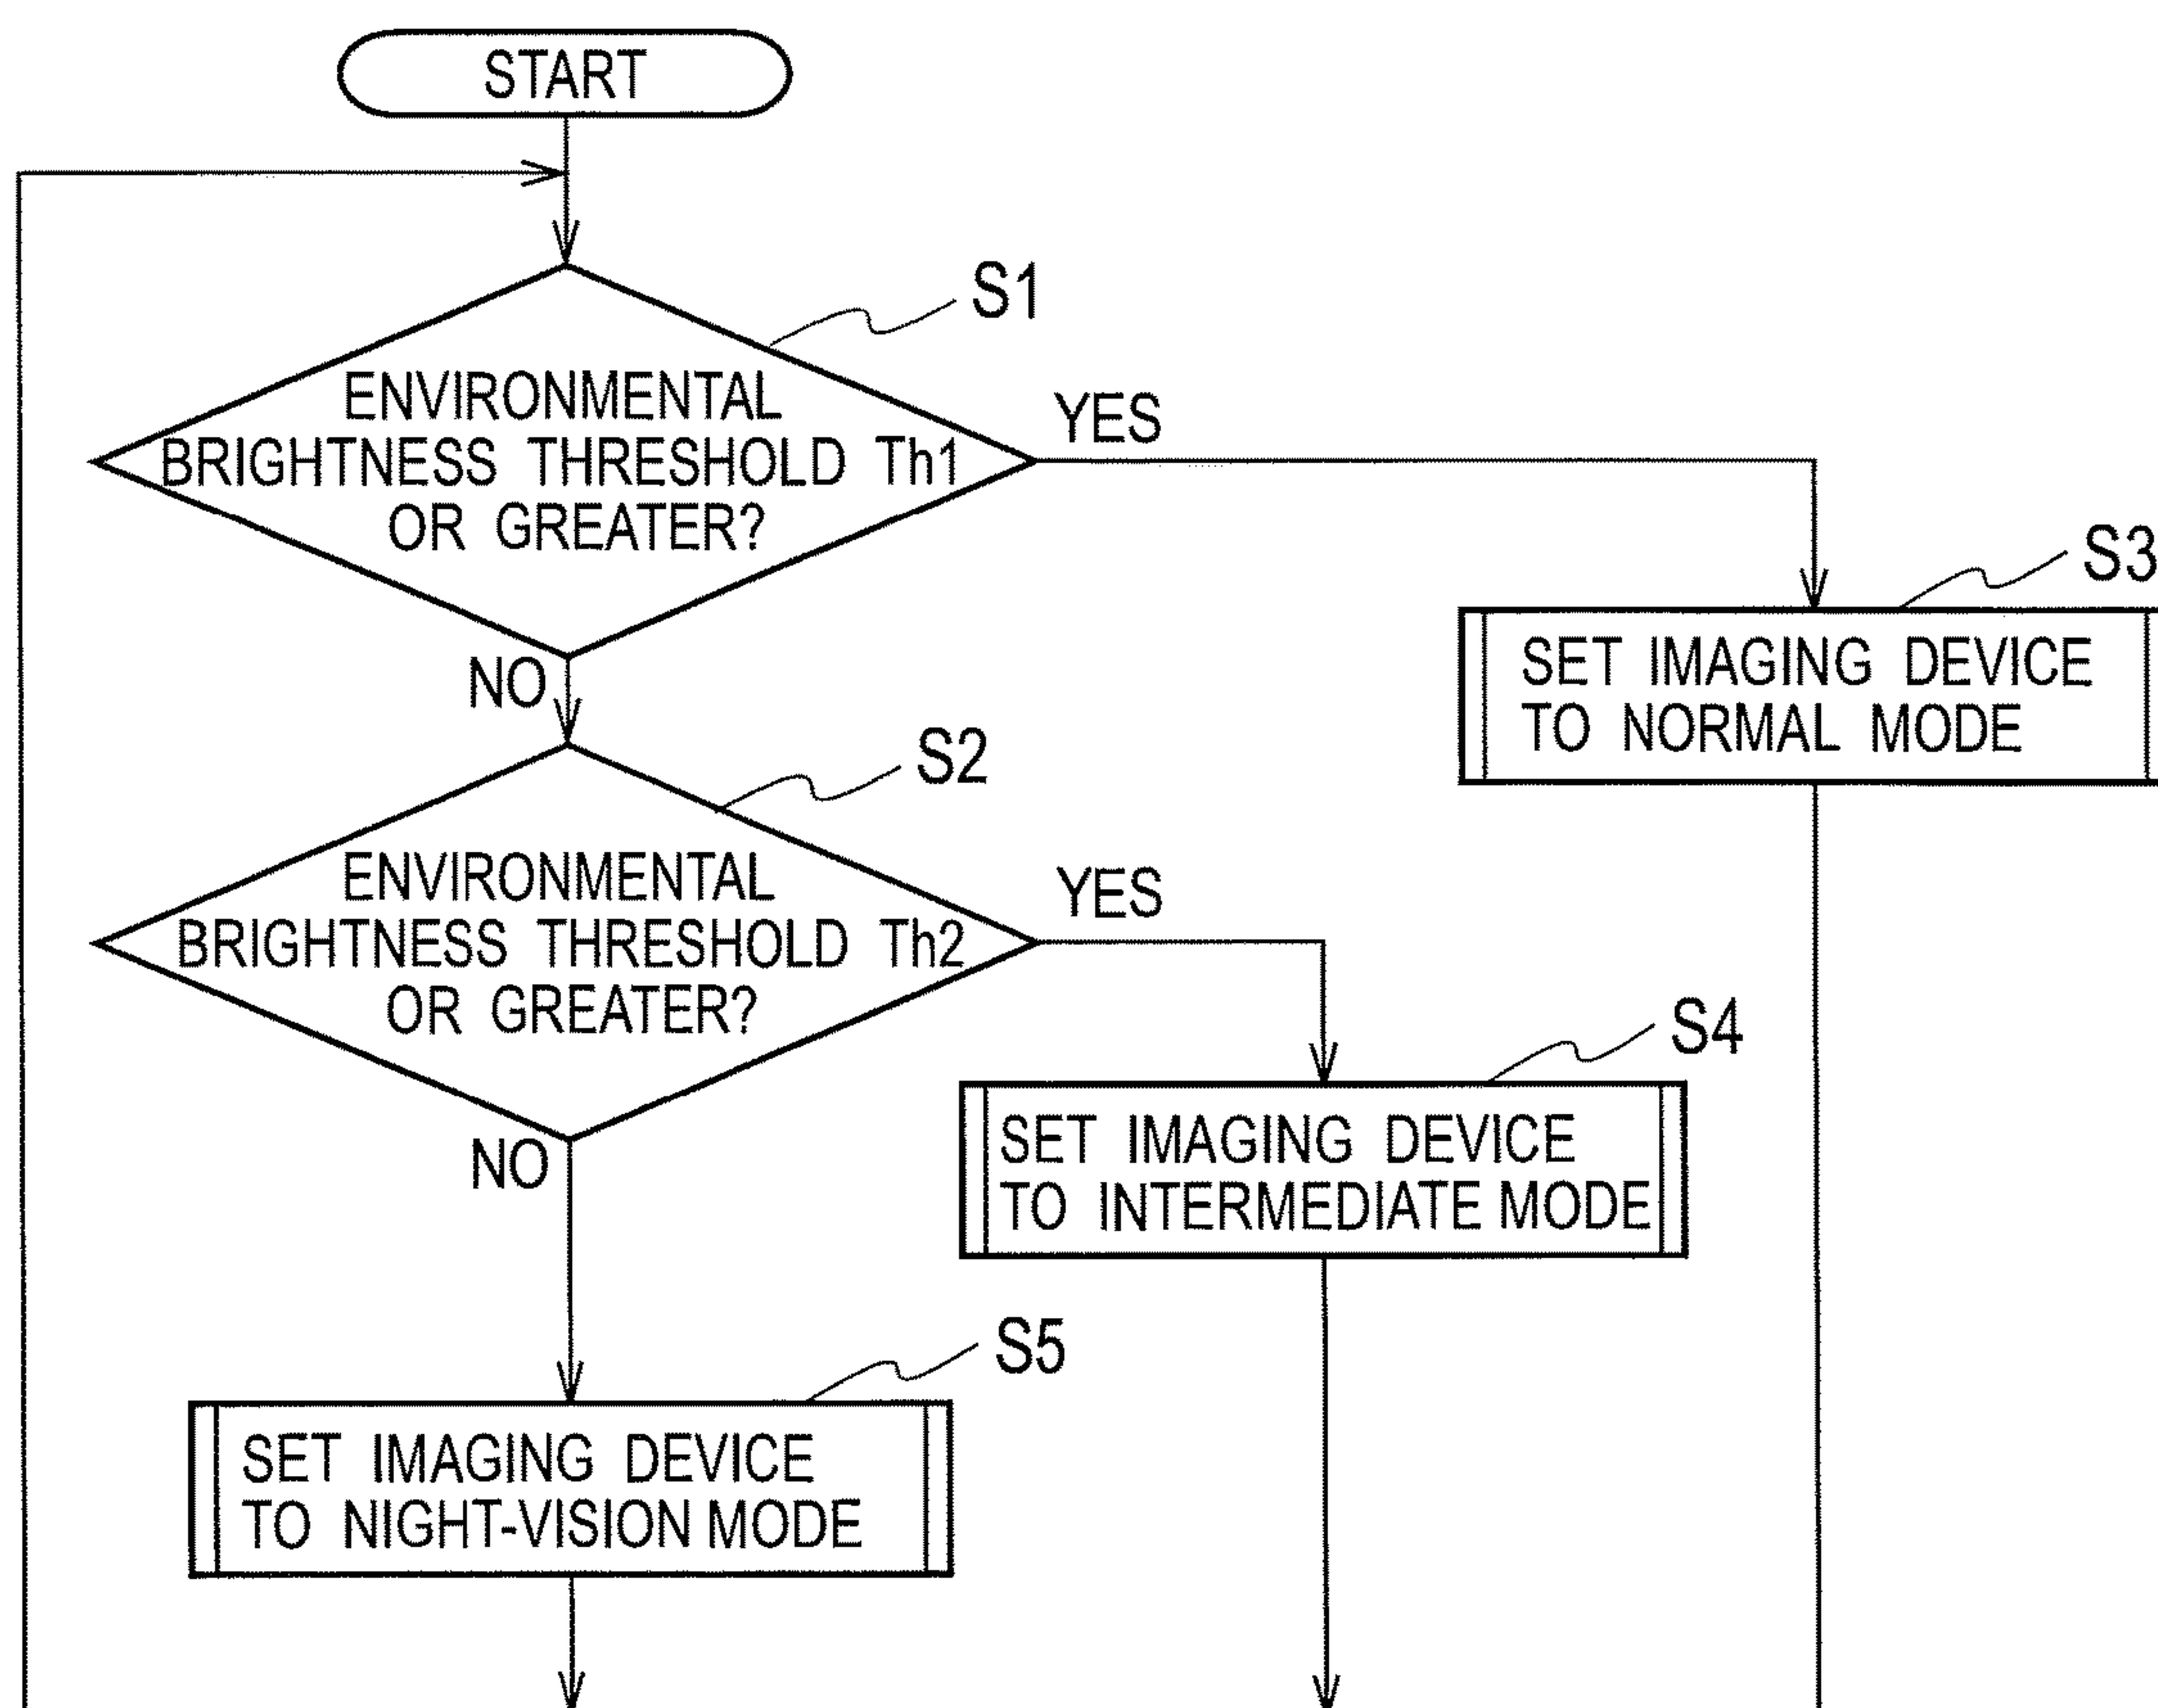 START
S1
ENVIRONMENTAL
BRIGHTNESS THRESHOLD Th1
OR GREATER?
YES
NO
S3
SET IMAGING DEVICE
TO NORMAL MODE
S2
ENVIRONMENTAL
BRIGHTNESS THRESHOLD Th2
OR GREATER?
YES
NO
S4
SET IMAGING DEVICE
TO INTERMEDIATE MODE
S5
SET IMAGING DEVICE
TO NIGHT-VISION MODE